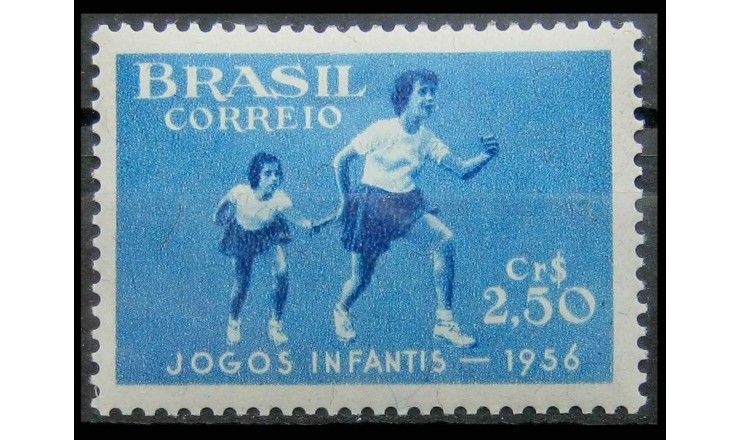 BRASIL
CORREIO
Cr$
2,50
JOGOS INFANTIS — 1956